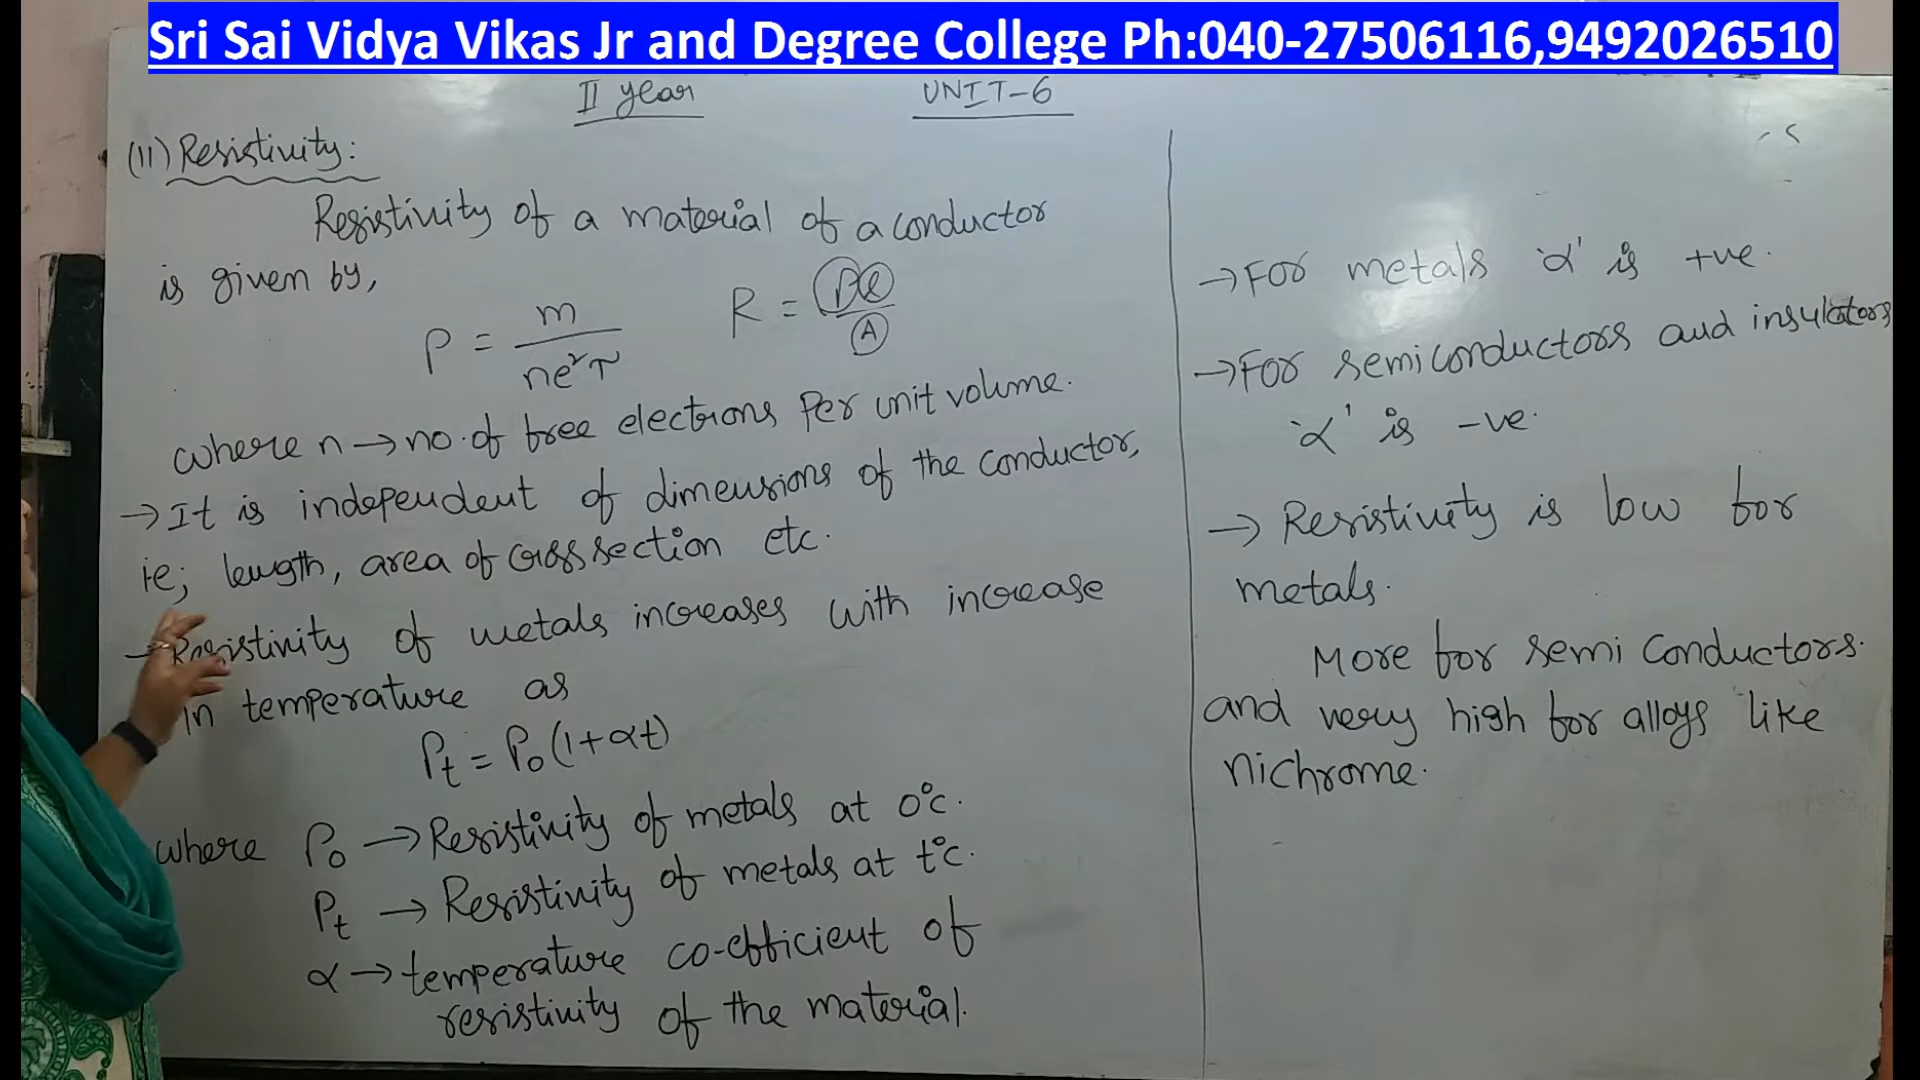 Sri Sai Vidya Vikas Jr and Degree College Ph:040-27506116,9492026510
II year UNIT-6
(11) Resistivity:
Resistivity of a material of a conductor
is given by,
ρ = m / ne²τ R = ρl / A
where n → no. of free electrons Per unit volume.
→ It is independent of dimensions of the conductor,
ie; length, area of cross section etc.
→ Resistivity of metals increases with increase
in temperature as
ρt = ρ₀(1+αt)
where ρ₀ → Resistivity of metals at 0°c.
ρt → Resistivity of metals at t°c.
α → temperature co-efficient of
resistivity of the material.
→ For metals 'α' is +ve.
→ For semiconductors and insulators
'α' is -ve.
→ Resistivity is low for
metals.
More for semi conductors.
and very high for alloys like
nichrome.